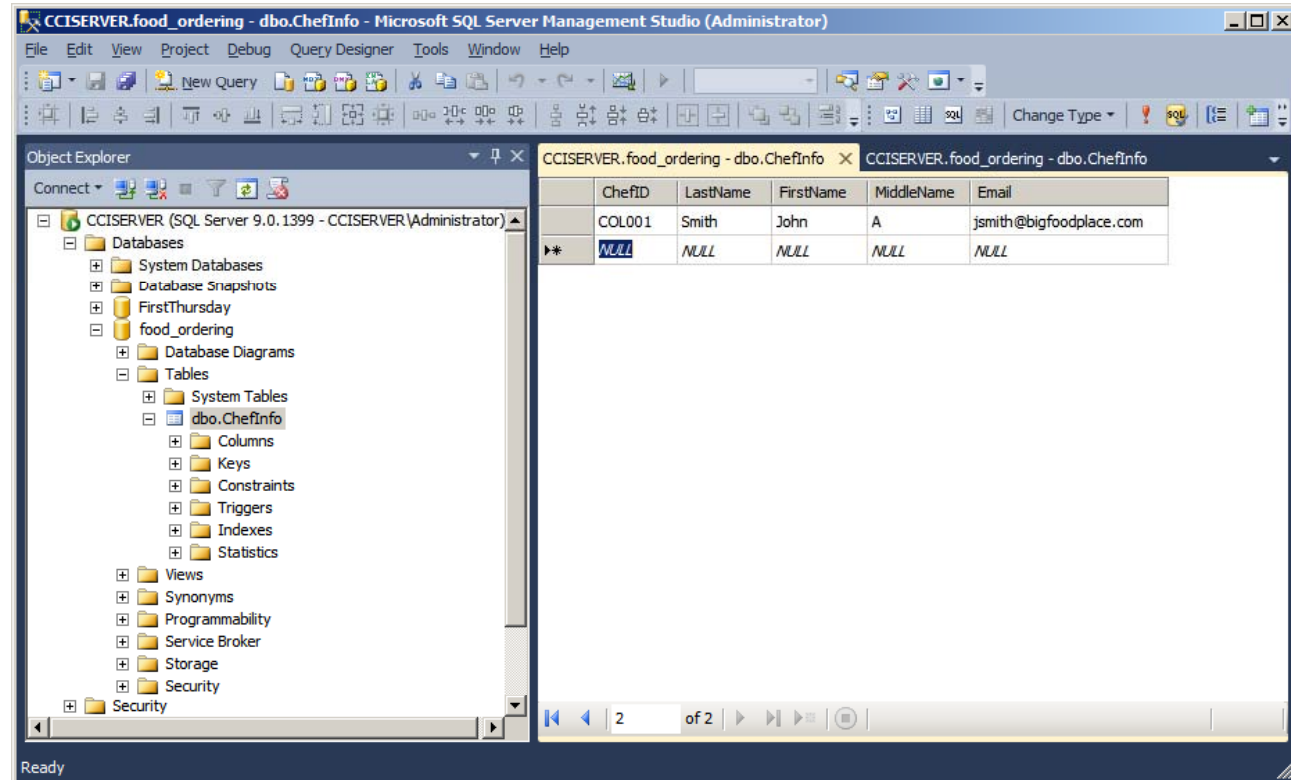 CCISERVER.food_ordering - dbo.ChefInfo - Microsoft SQL Server Management Studio (Administrator)
File Edit View Project Debug Query Designer Tools Window Help
New Query
Change Type
Object Explorer
Connect
CCISERVER (SQL Server 9.0.1399 - CCISERVER\Administrator)
Databases
System Databases
Database Snapshots
FirstThursday
food_ordering
Database Diagrams
Tables
System Tables
dbo.ChefInfo
Columns
Keys
Constraints
Triggers
Indexes
Statistics
Views
Synonyms
Programmability
Service Broker
Storage
Security
Security
CCISERVER.food_ordering - dbo.ChefInfo CCISERVER.food_ordering - dbo.ChefInfo
ChefID LastName FirstName MiddleName Email
COL001 Smith John A jsmith@bigfoodplace.com
NULL NULL NULL NULL NULL
2 of 2
Ready